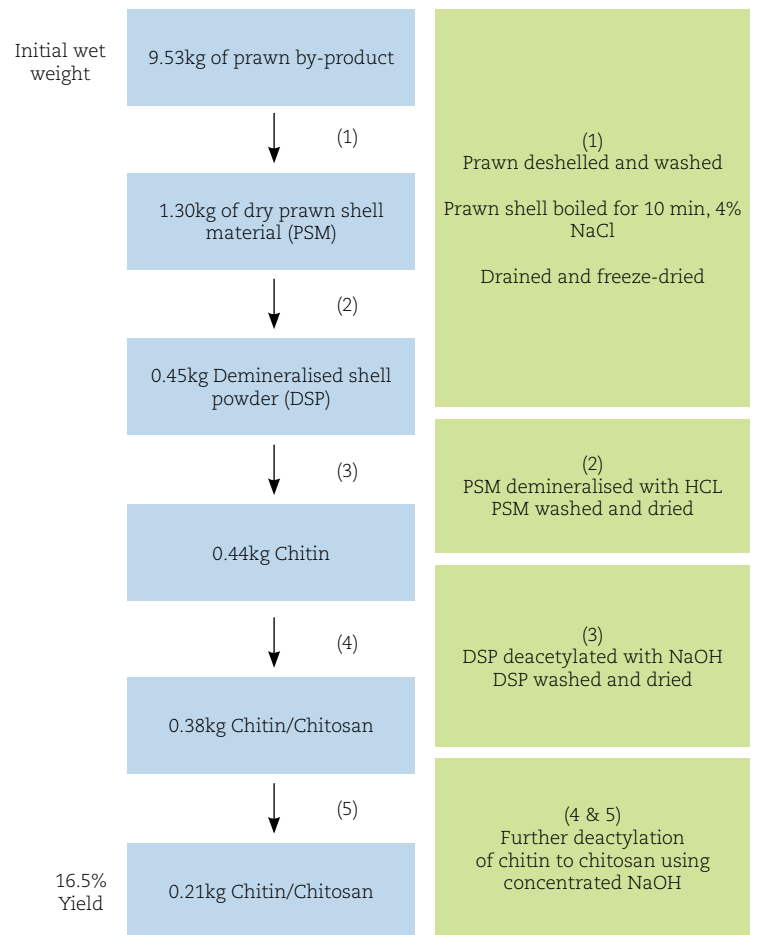 Initial wet
weight
9.53kg of prawn by-product
(1)
1.30kg of dry prawn shell
material (PSM)
(2)
0.45kg Demineralised shell
powder (DSP)
(3)
0.44kg Chitin
(4)
0.38kg Chitin/Chitosan
(5)
16.5%
Yield
0.21kg Chitin/Chitosan
(1)
Prawn deshelled and washed
Prawn shell boiled for 10 min, 4%
NaCl
Drained and freeze-dried
(2)
PSM demineralised with HCL
PSM washed and dried
(3)
DSP deacetylated with NaOH
DSP washed and dried
(4 & 5)
Further deactylation
of chitin to chitosan using
concentrated NaOH